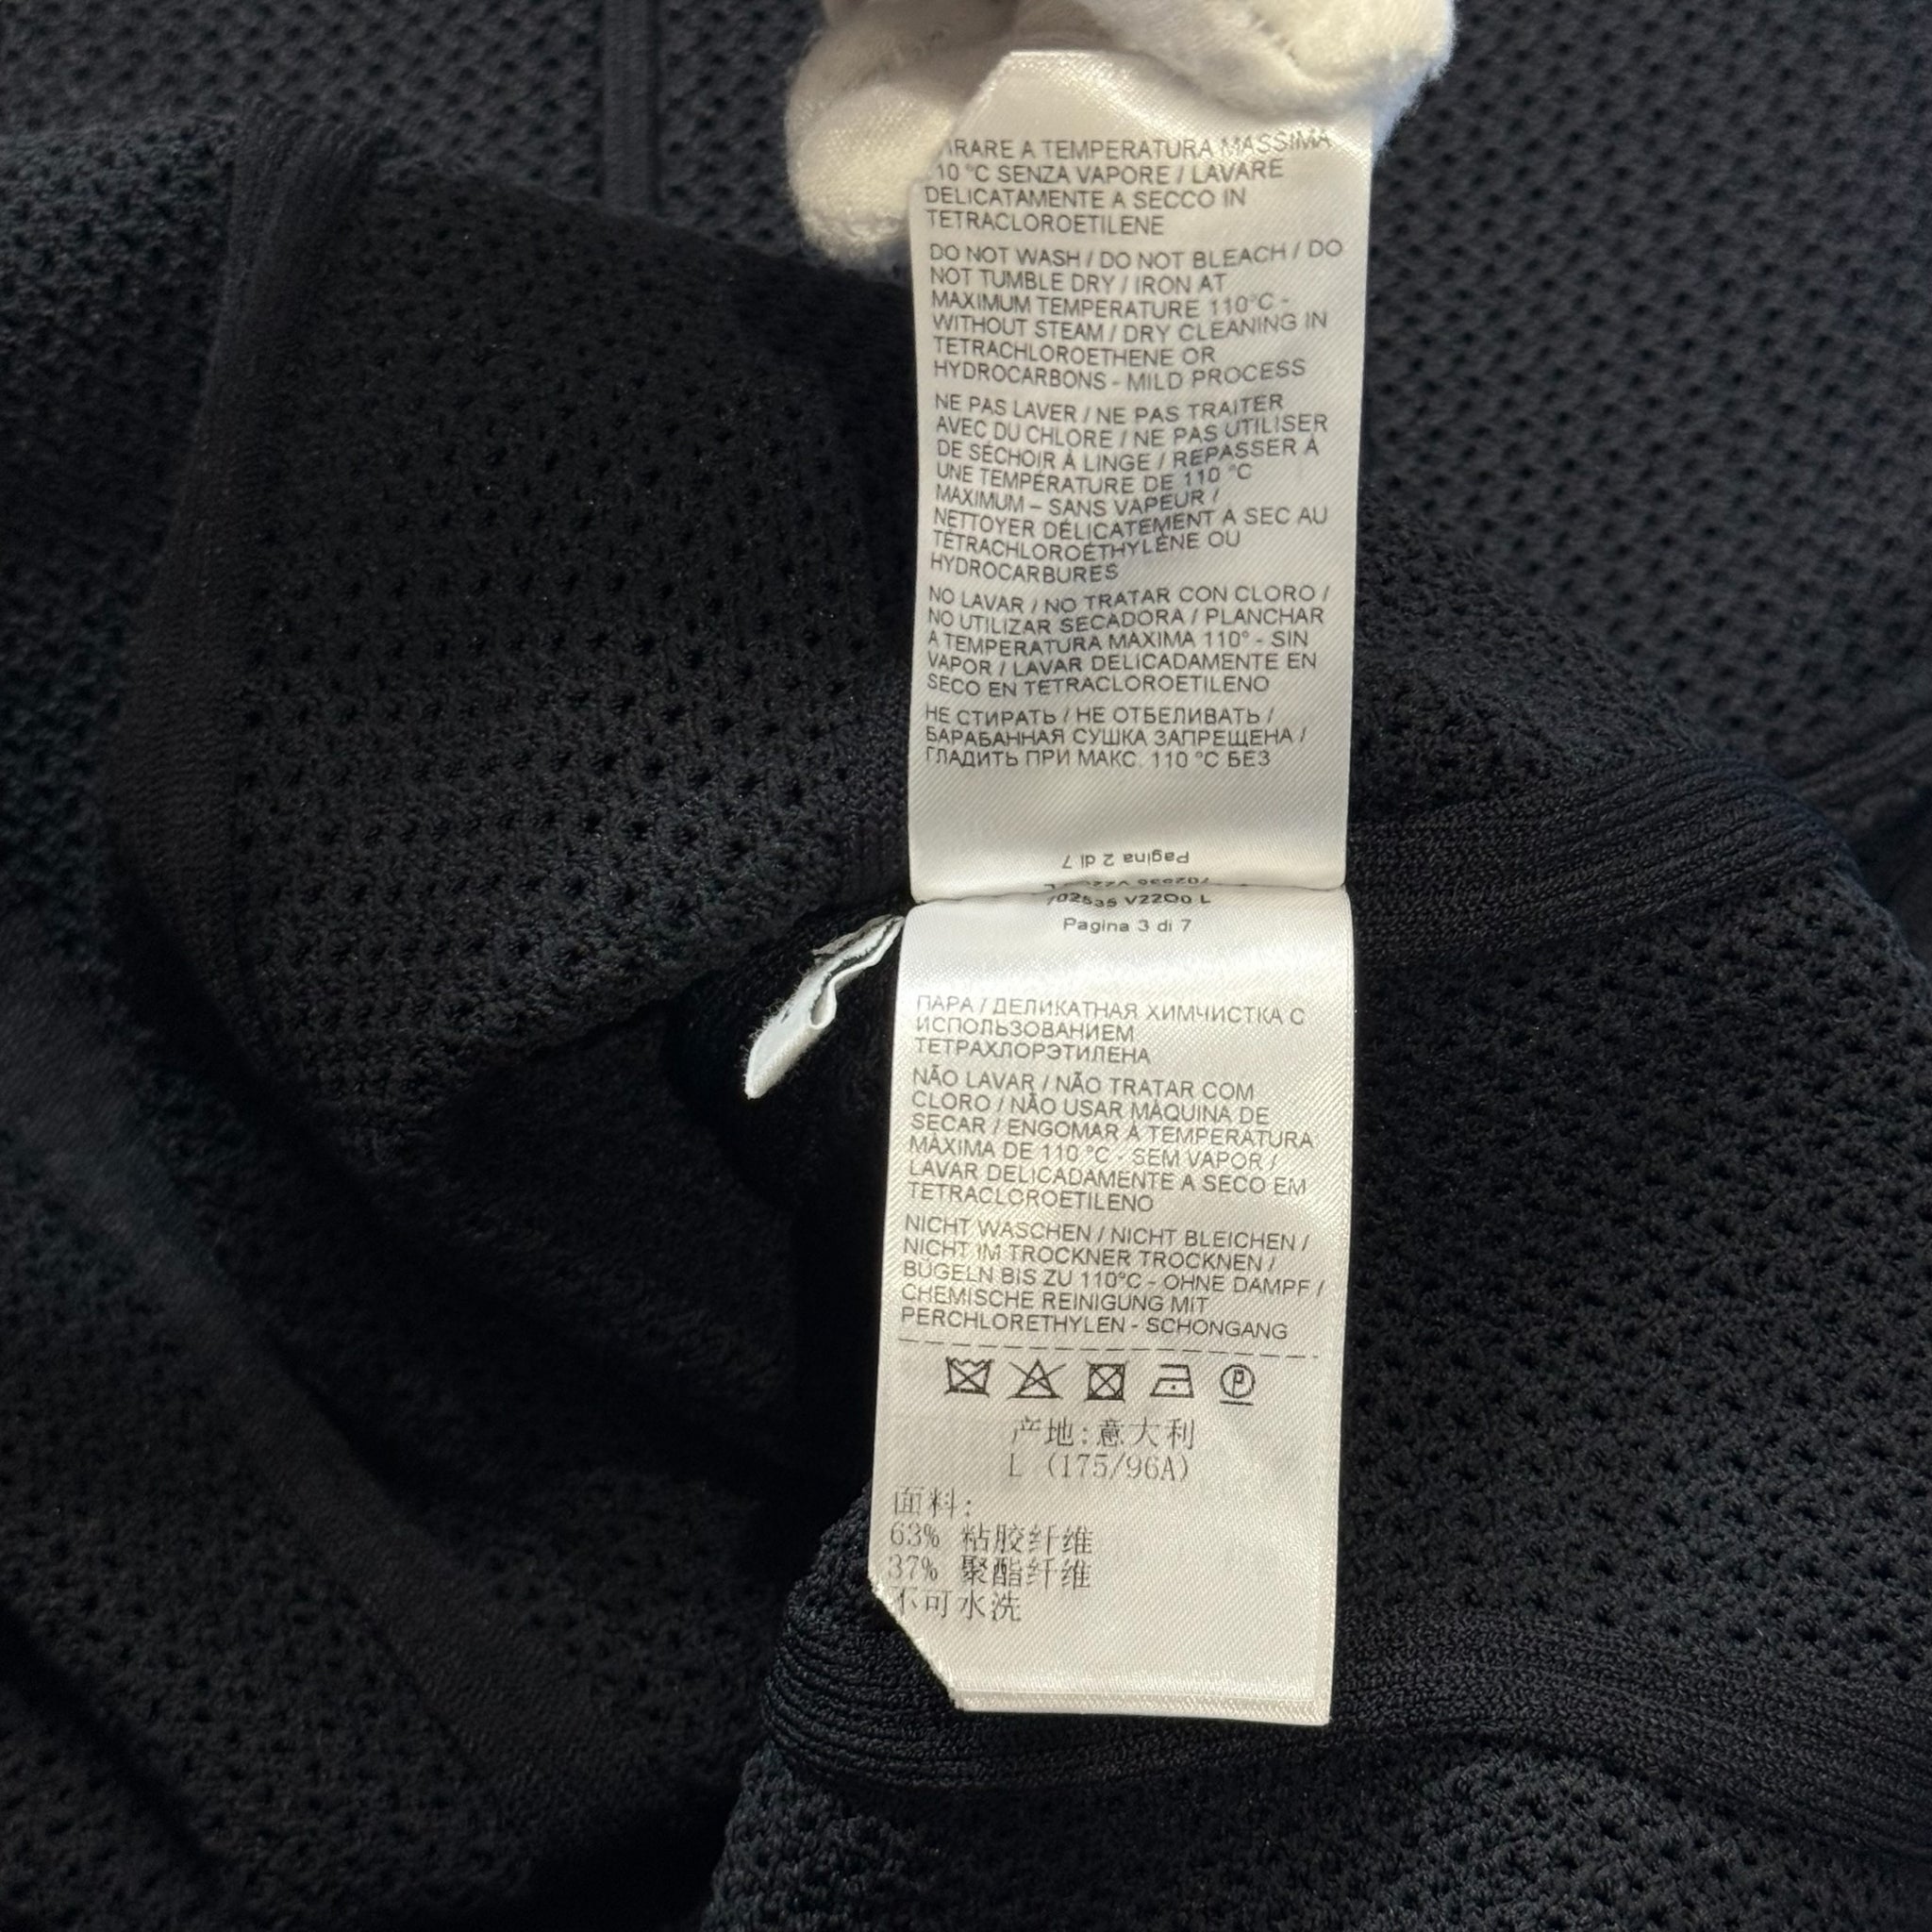 A TEMPERATURA MASSIMA
°C SENZA VAPORE / LAVARE
DELICATAMENTE A SECCO IN
TETRACLOROETILENE
DO NOT WASH / DO NOT BLEACH / DO
NOT TUMBLE DRY / IRON AT
MAXIMUM TEMPERATURE 110°C -
WITHOUT STEAM / DRY CLEANING IN
TETRACHLOROETHENE OR
HYDROCARBONS - MILD PROCESS
NE PAS LAVER / NE PAS TRAITER
AVEC DU CHLORE / NE PAS UTILISER
DE SÉCHOIR À LINGE / REPASSER À
UNE TEMPÉRATURE DE 110 °C
MAXIMUM – SANS VAPEUR /
NETTOYER DÉLICATEMENT A SEC AU
TÉTRACHLOROÉTHYLÈNE OU
HYDROCARBURES
NO LAVAR / NO TRATAR CON CLORO /
NO UTILIZAR SECADORA / PLANCHAR
A TEMPERATURA MÁXIMA 110° - SIN
VAPOR / LAVAR DELICADAMENTE EN
SECO EN TETRACLOROETILENO
НЕ СТИРАТЬ / НЕ ОТБЕЛИВАТЬ /
БАРАБАННАЯ СУШКА ЗАПРЕЩЕНА /
ГЛАДИТЬ ПРИ МАКС. 110 °C БЕЗ
Pagina 2 di 7
702535 V22O0 L
Pagina 3 di 7
ПАРА / ДЕЛИКАТНАЯ ХИМЧИСТКА С
ИСПОЛЬЗОВАНИЕМ
ТЕТРАХЛОРЭТИЛЕНА
NÃO LAVAR / NÃO TRATAR COM
CLORO / NÃO USAR MÁQUINA DE
SECAR / ENGOMAR À TEMPERATURA
MÁXIMA DE 110 °C - SEM VAPOR /
LAVAR DELICADAMENTE A SECO EM
TETRACLOROETILENO
NICHT WASCHEN / NICHT BLEICHEN /
NICHT IM TROCKNER TROCKNEN /
BÜGELN BIS ZU 110°C - OHNE DAMPF /
CHEMISCHE REINIGUNG MIT
PERCHLORETHYLEN - SCHONGANG
P
产地:意大利
L (175/96A)
面料:
63% 粘胶纤维
37% 聚酯纤维
不可水洗